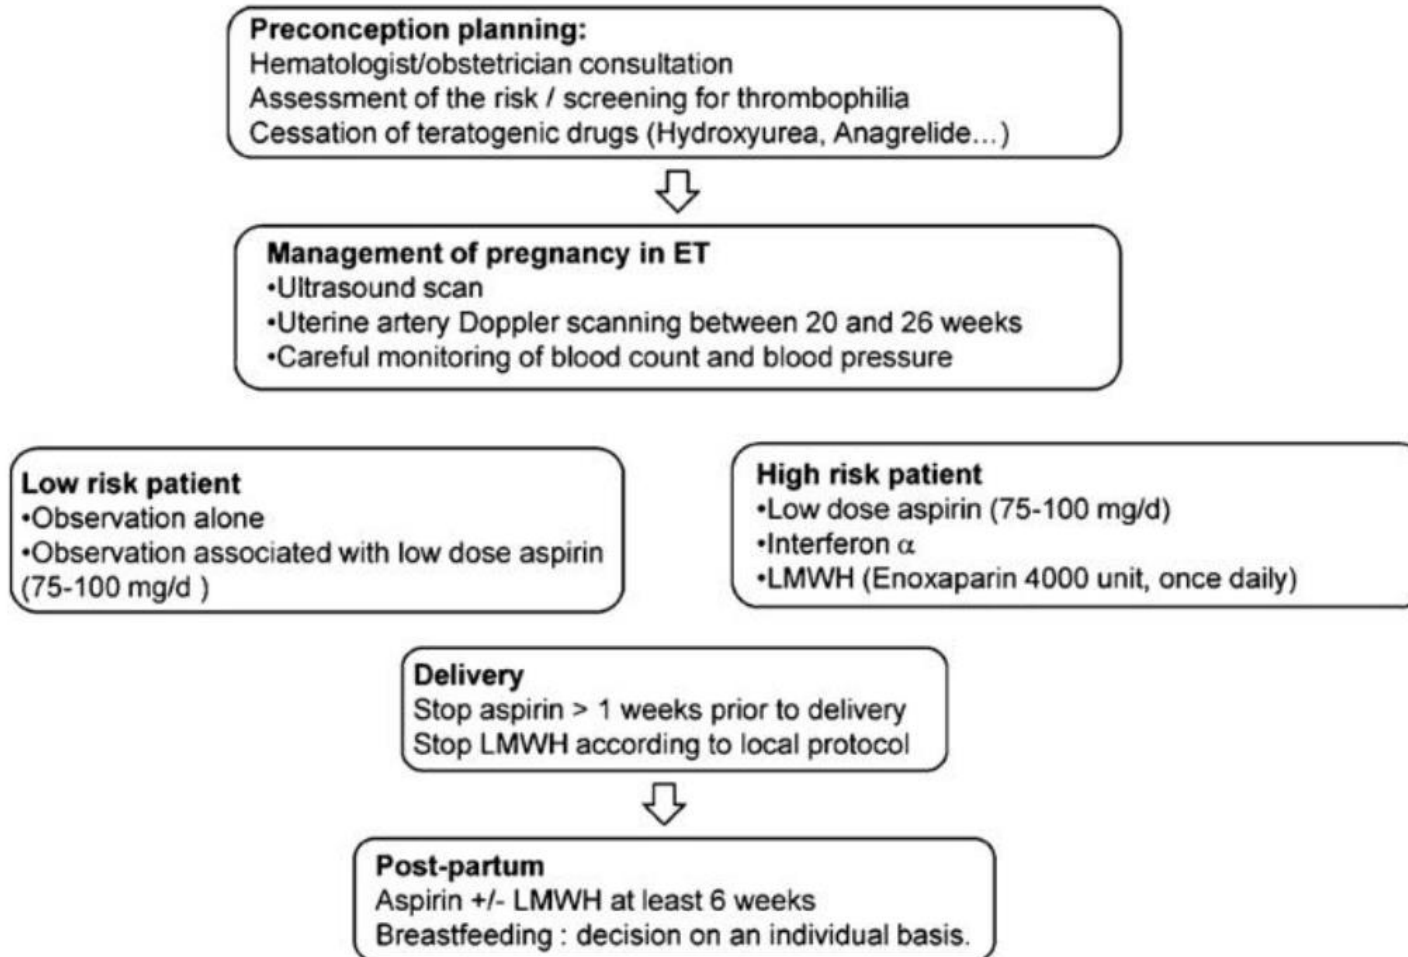 Preconception planning:
Hematologist/obstetrician consultation
Assessment of the risk / screening for thrombophilia
Cessation of teratogenic drugs (Hydroxyurea, Anagrelide...)
Management of pregnancy in ET
•Ultrasound scan
•Uterine artery Doppler scanning between 20 and 26 weeks
•Careful monitoring of blood count and blood pressure
Low risk patient
•Observation alone
•Observation associated with low dose aspirin
(75-100 mg/d )
High risk patient
•Low dose aspirin (75-100 mg/d)
•Interferon α
•LMWH (Enoxaparin 4000 unit, once daily)
Delivery
Stop aspirin > 1 weeks prior to delivery
Stop LMWH according to local protocol
Post-partum
Aspirin +/- LMWH at least 6 weeks
Breastfeeding : decision on an individual basis.